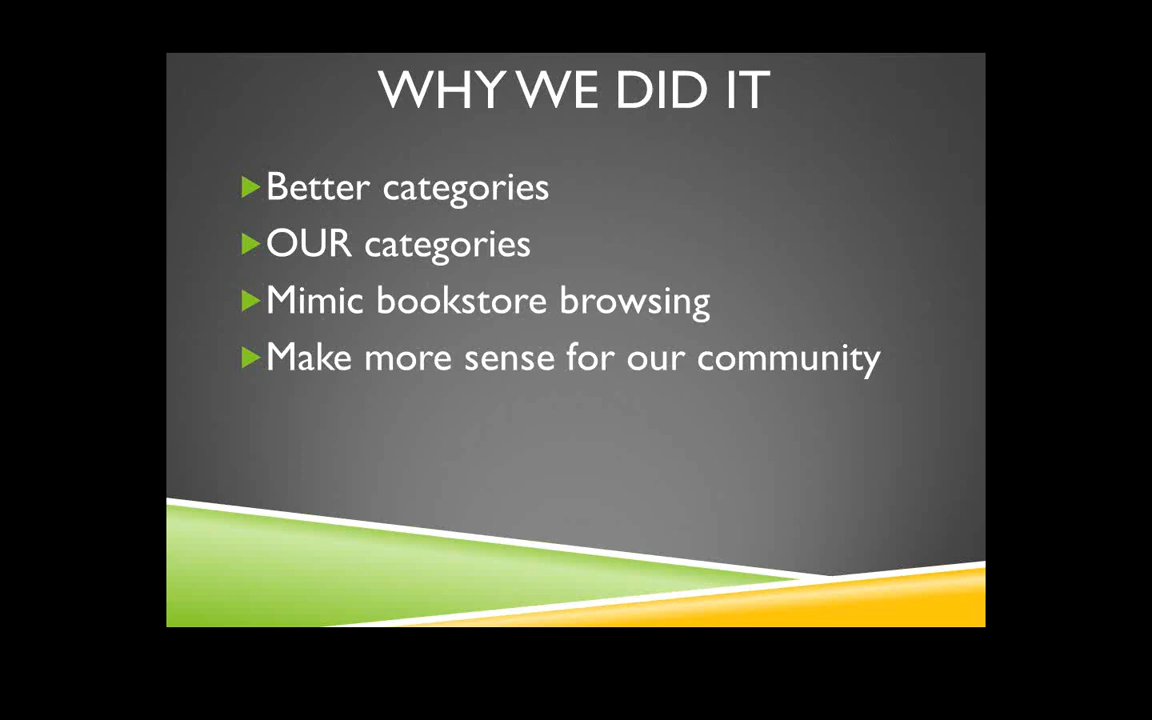 WHY WE DID IT
Better categories
OUR categories
Mimic bookstore browsing
Make more sense for our community